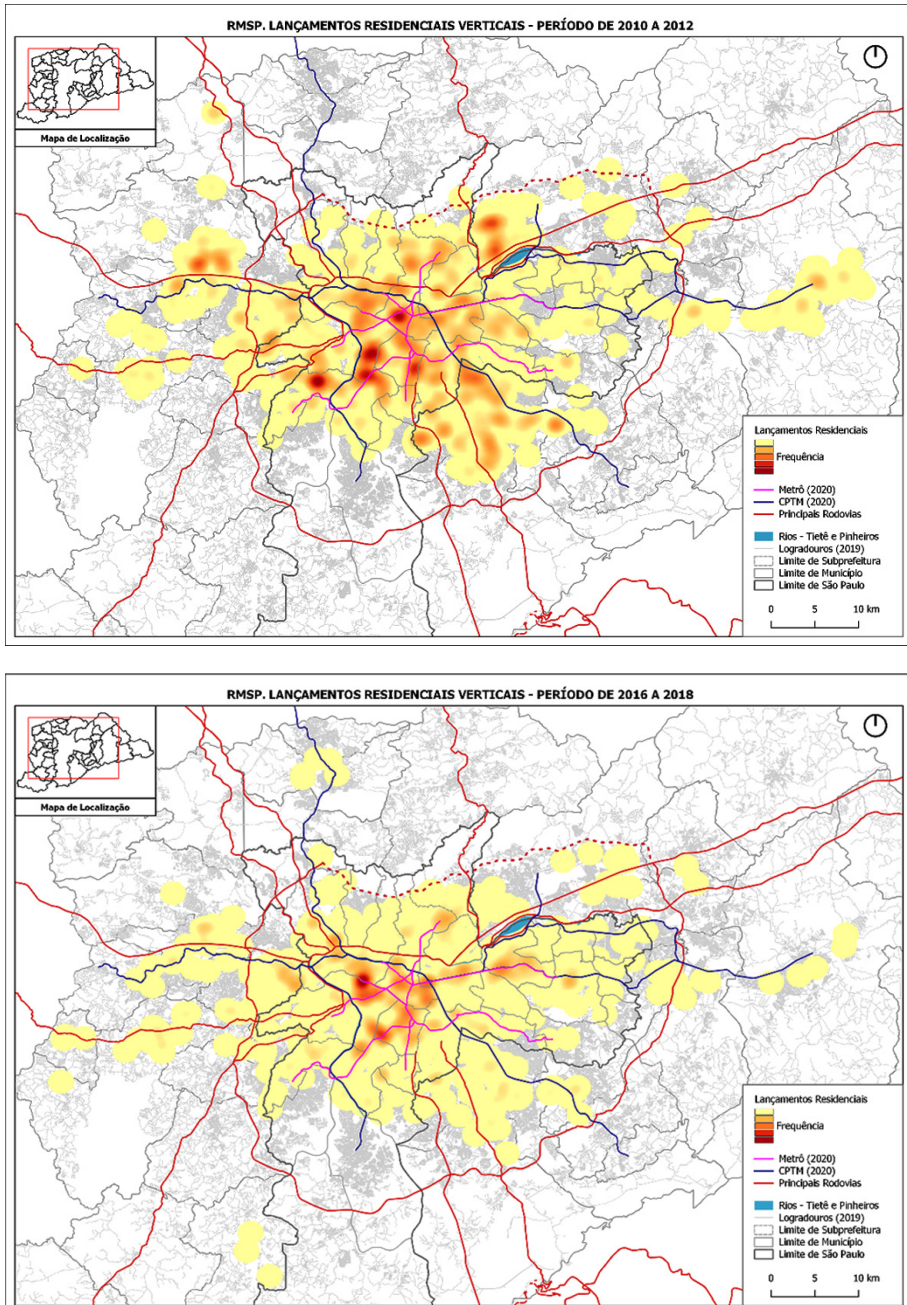 RMSP. LANÇAMENTOS RESIDENCIAIS VERTICAIS - PERÍODO DE 2010 A 2012
Mapa de Localização
Lançamentos Residenciais
Frequência
Metrô (2020)
CPTM (2020)
Principais Rodovias
Rios - Tietê e Pinheiros
Logradouros (2019)
Limite de Subprefeitura
Limite de Município
Limite de São Paulo
0 5 10 km
RMSP. LANÇAMENTOS RESIDENCIAIS VERTICAIS - PERÍODO DE 2016 A 2018
Mapa de Localização
Lançamentos Residenciais
Frequência
Metrô (2020)
CPTM (2020)
Principais Rodovias
Rios - Tietê e Pinheiros
Logradouros (2019)
Limite de Subprefeitura
Limite de Município
Limite de São Paulo
0 5 10 km